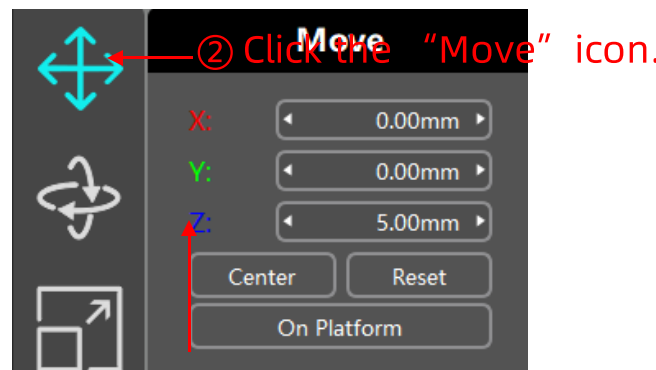 Move
② Click the “Move” icon.
X: 0.00mm
Y: 0.00mm
Z: 5.00mm
Center Reset
On Platform